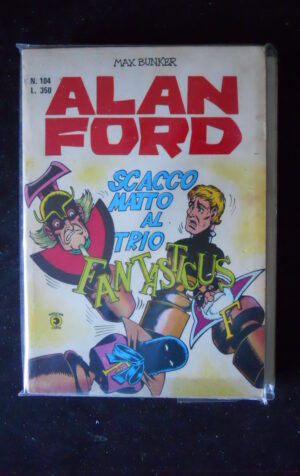 MAX BUNKER
N. 104
L. 350
ALAN
FORD
SCACCO
MATTO
AL
TRIO
FANTASTICUS
F